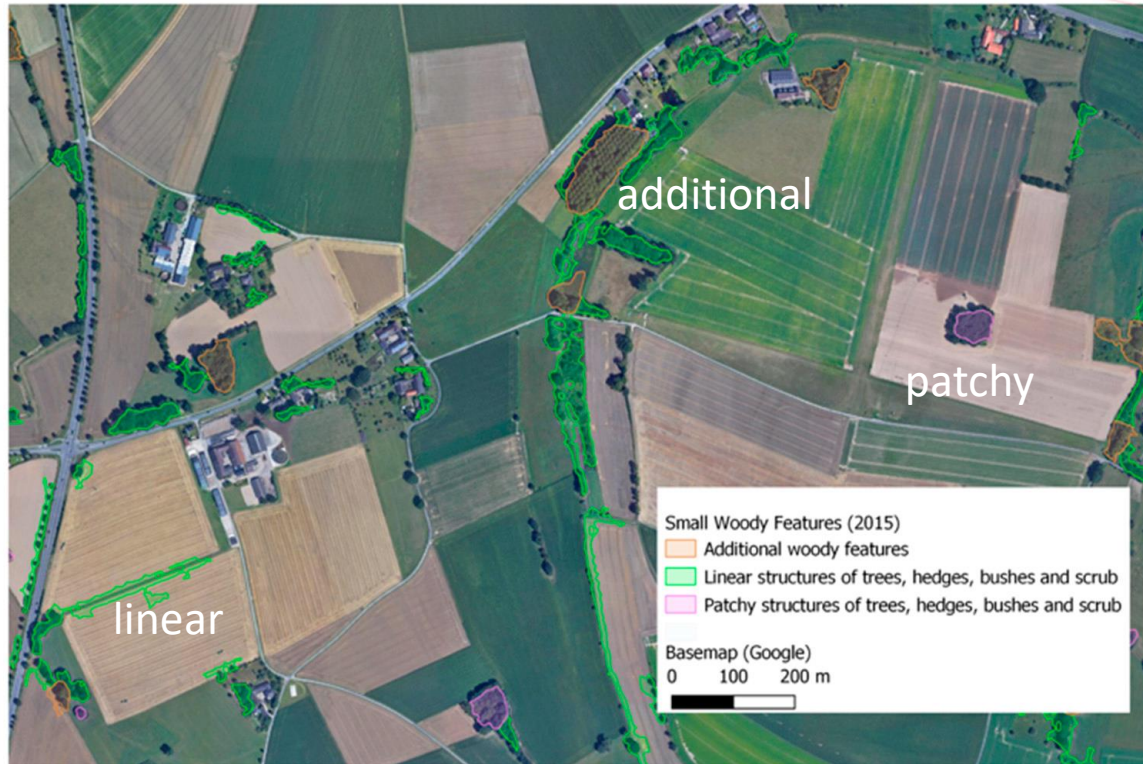 additional
patchy
linear
Small Woody Features (2015)
Additional woody features
Linear structures of trees, hedges, bushes and scrub
Patchy structures of trees, hedges, bushes and scrub
Basemap (Google)
0 100 200 m